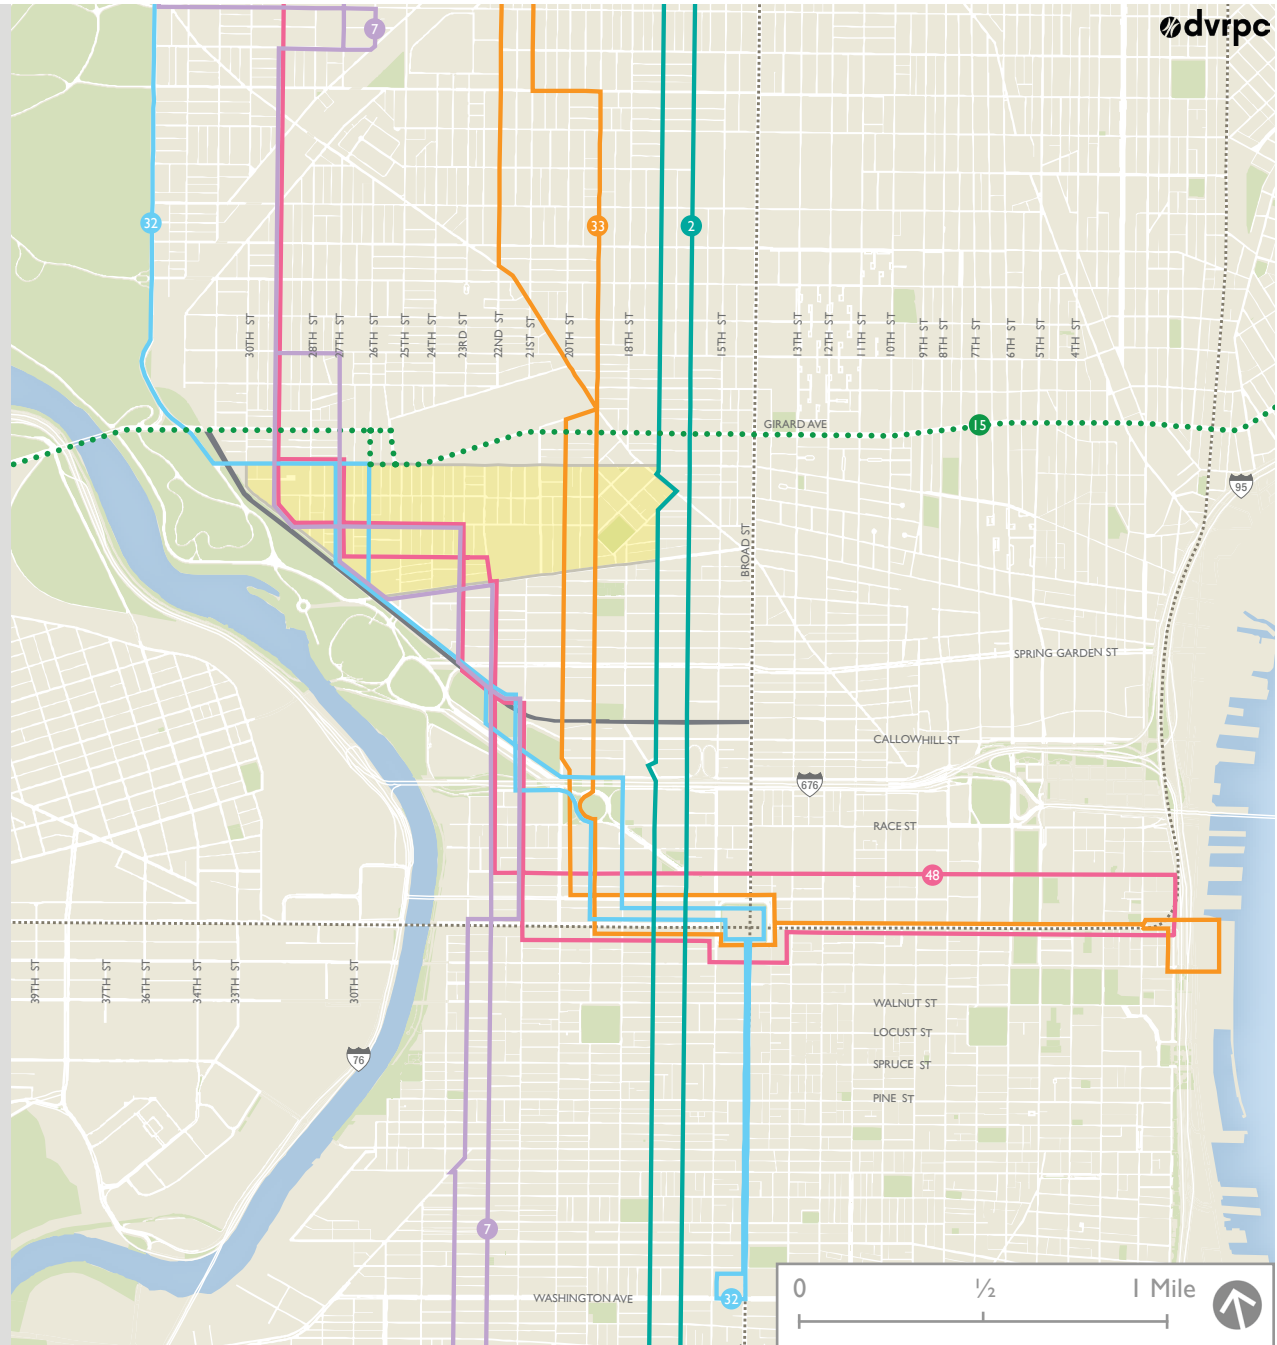 dvrpc
7
32
33
2
30TH ST
28TH ST
27TH ST
26TH ST
25TH ST
24TH ST
23RD ST
22ND ST
21ST ST
20TH ST
18TH ST
15TH ST
13TH ST
12TH ST
11TH ST
10TH ST
9TH ST
8TH ST
7TH ST
6TH ST
5TH ST
4TH ST
GIRARD AVE
15
95
BROAD ST
SPRING GARDEN ST
CALLOWHILL ST
676
RACE ST
48
39TH ST
37TH ST
36TH ST
34TH ST
33TH ST
30TH ST
WALNUT ST
LOCUST ST
76
SPRUCE ST
PINE ST
7
WASHINGTON AVE
32
0 ½ 1 Mile